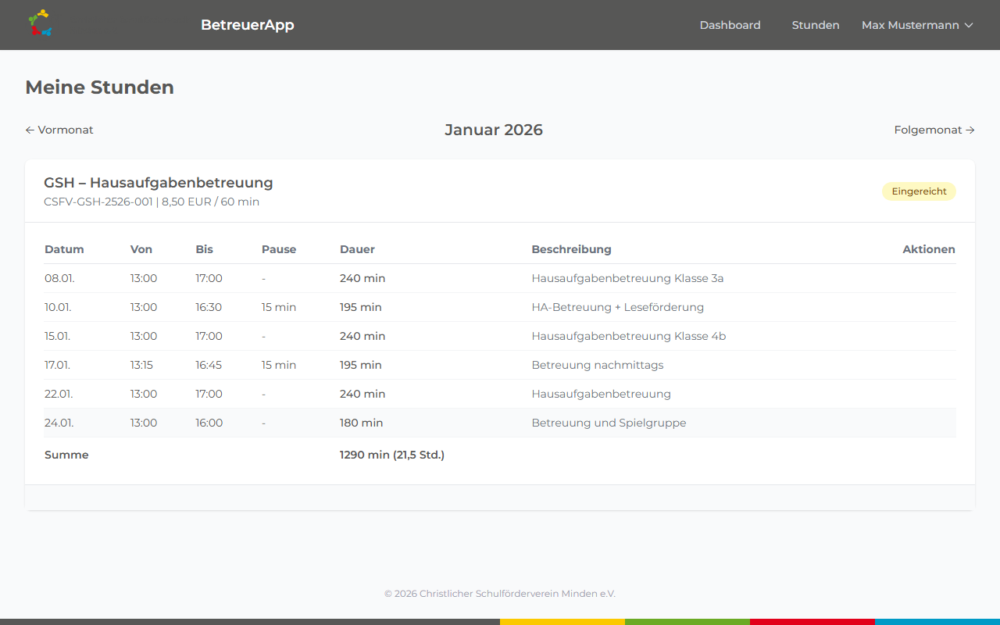 BetreuerApp
Dashboard Stunden Max Mustermann
Meine Stunden
← Vormonat Januar 2026 Folgemonat →
GSH – Hausaufgabenbetreuung
CSFV-GSH-2526-001 | 8,50 EUR / 60 min
Eingereicht
Datum Von Bis Pause Dauer Beschreibung Aktionen
08.01. 13:00 17:00 - 240 min Hausaufgabenbetreuung Klasse 3a
10.01. 13:00 16:30 15 min 195 min HA-Betreuung + Leseförderung
15.01. 13:00 17:00 - 240 min Hausaufgabenbetreuung Klasse 4b
17.01. 13:15 16:45 15 min 195 min Betreuung nachmittags
22.01. 13:00 17:00 - 240 min Hausaufgabenbetreuung
24.01. 13:00 16:00 - 180 min Betreuung und Spielgruppe
Summe 1290 min (21,5 Std.)
© 2026 Christlicher Schulförderverein Minden e.V.